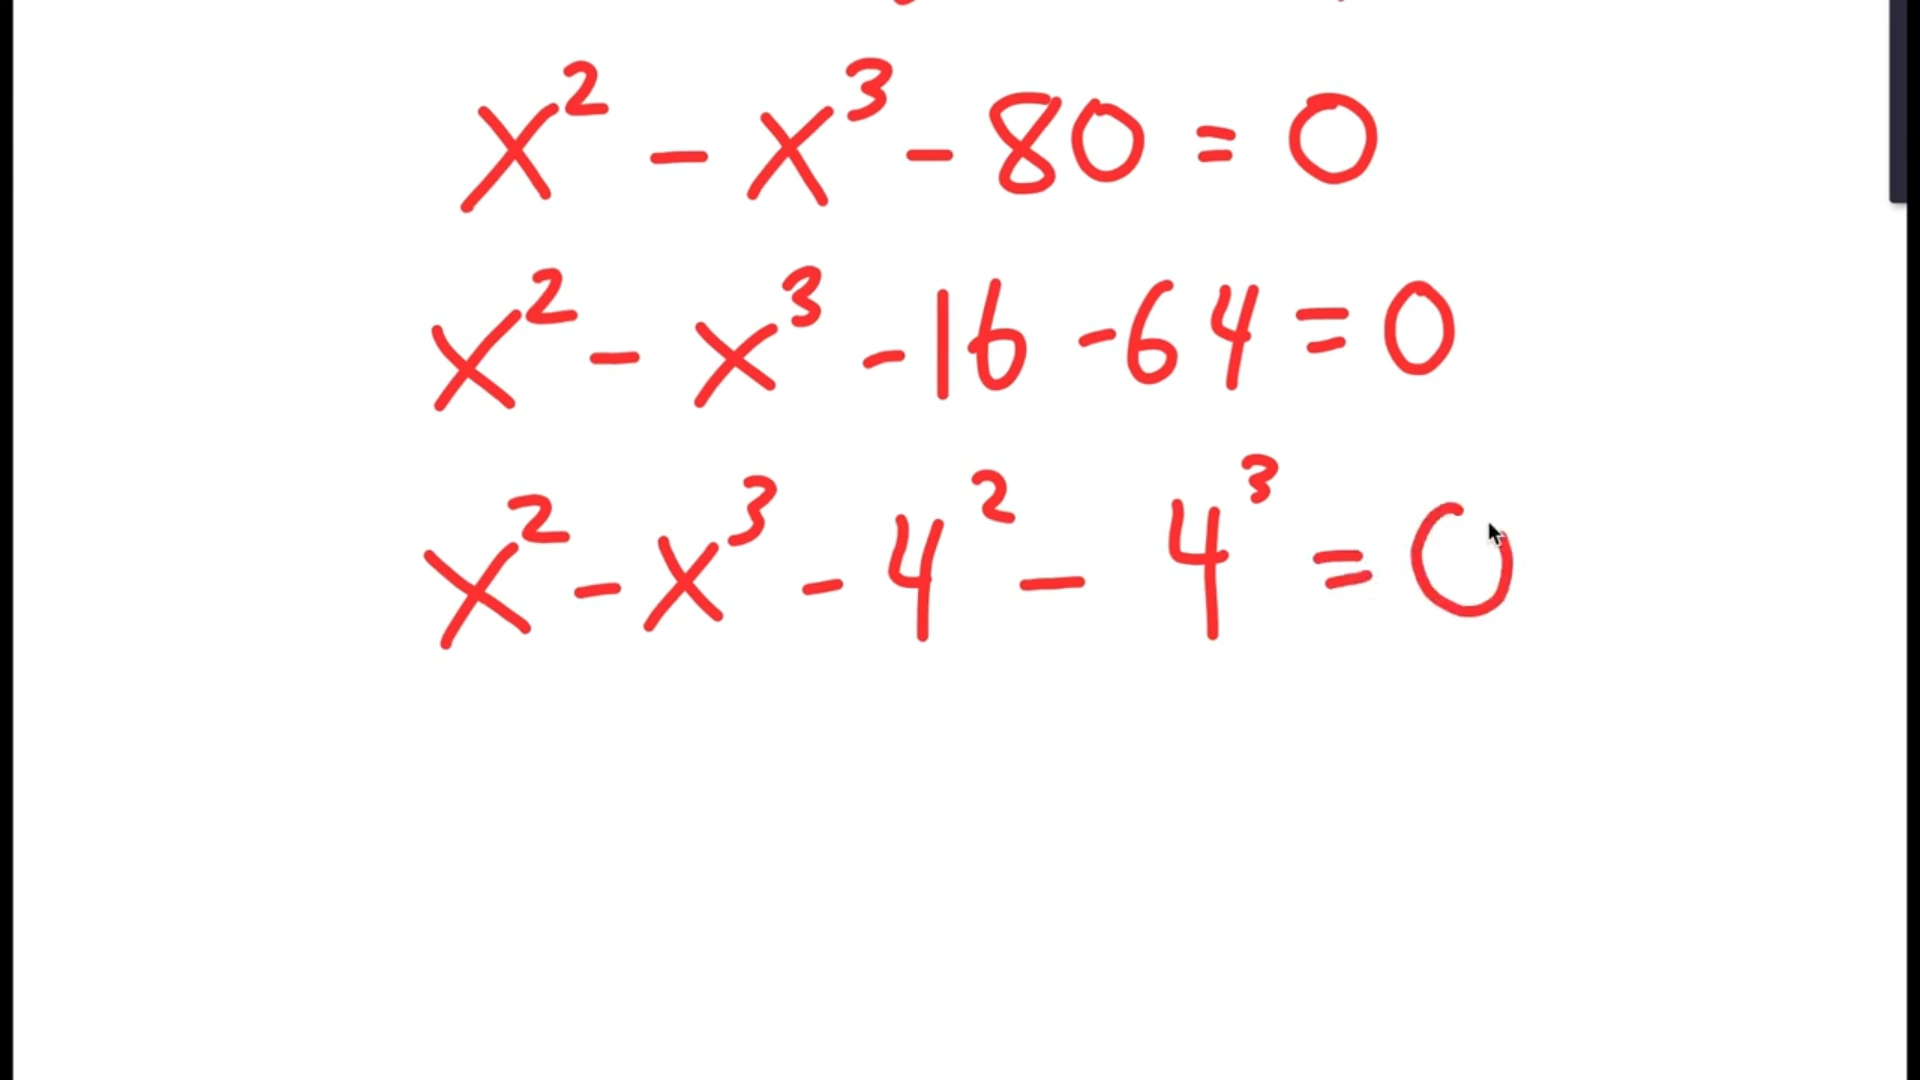 x² - x³ - 80 = 0
x² - x³ - 16 - 64 = 0
x² - x³ - 4² - 4³ = 0